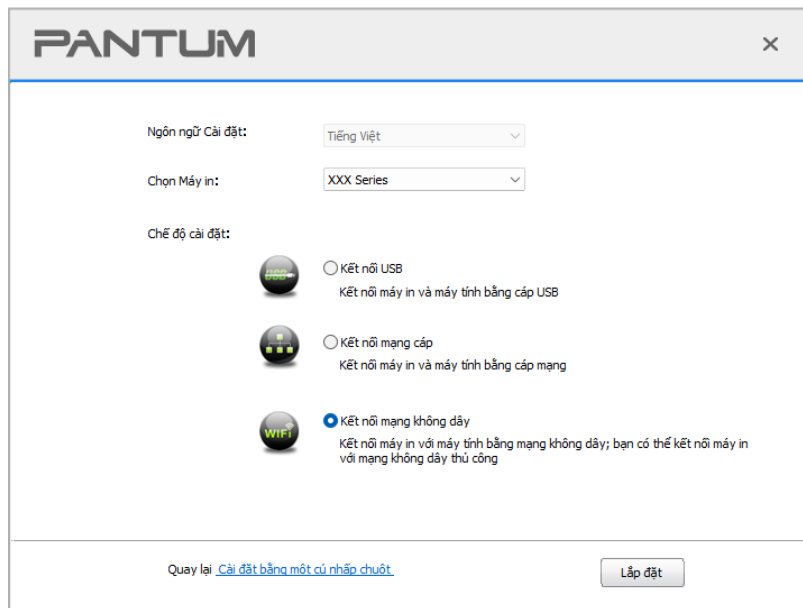 PANTUM
Ngôn ngữ Cài đặt:
Tiếng Việt
Chọn Máy in:
XXX Series
Chế độ cài đặt:
USB
Kết nối USB
Kết nối máy in và máy tính bằng cáp USB
Kết nối mạng cáp
Kết nối máy in và máy tính bằng cáp mạng
WiFi
Kết nối mạng không dây
Kết nối máy in với máy tính bằng mạng không dây; bạn có thể kết nối máy in
với mạng không dây thủ công
Quay lại Cài đặt bằng một cú nhấp chuột
Lắp đặt